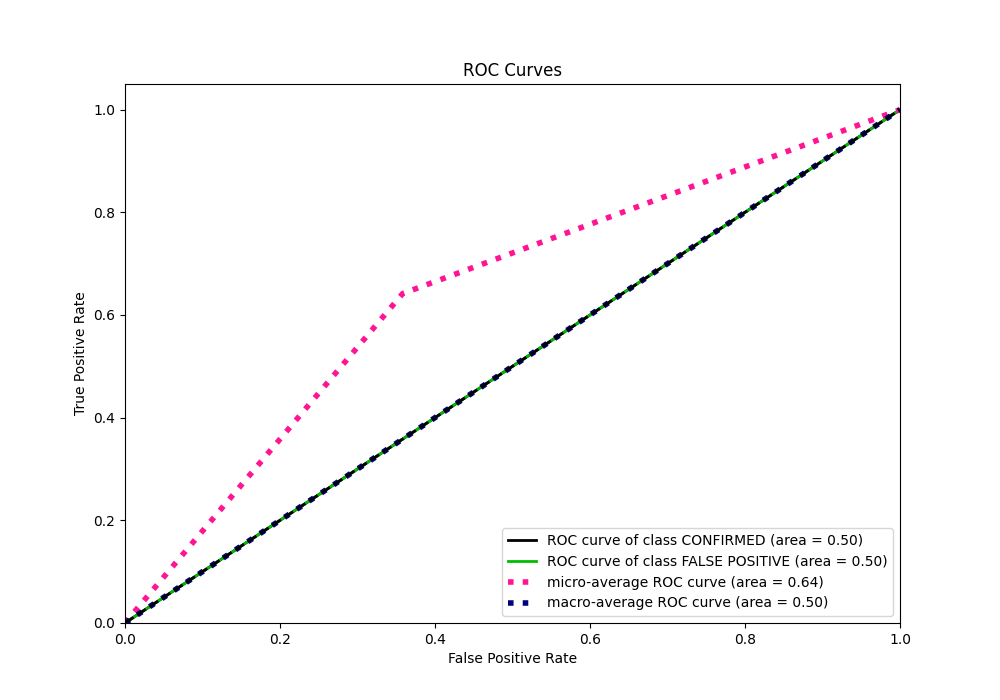 ROC Curves
True Positive Rate
1.0
0.8
0.6
0.4
0.2
0.0
0.0 0.2 0.4 0.6 0.8 1.0
False Positive Rate
ROC curve of class CONFIRMED (area = 0.50)
ROC curve of class FALSE POSITIVE (area = 0.50)
micro-average ROC curve (area = 0.64)
macro-average ROC curve (area = 0.50)